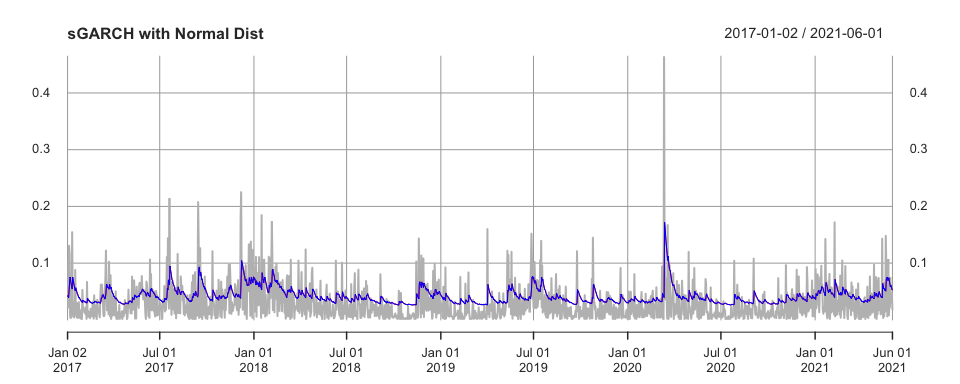 sGARCH with Normal Dist 2017-01-02 / 2021-06-01
0.4 0.4
0.3 0.3
0.2 0.2
0.1 0.1
Jan 02 Jul 01 Jan 01 Jul 01 Jan 01 Jul 01 Jan 01 Jul 01 Jan 01 Jun 01
2017 2017 2018 2018 2019 2019 2020 2020 2021 2021